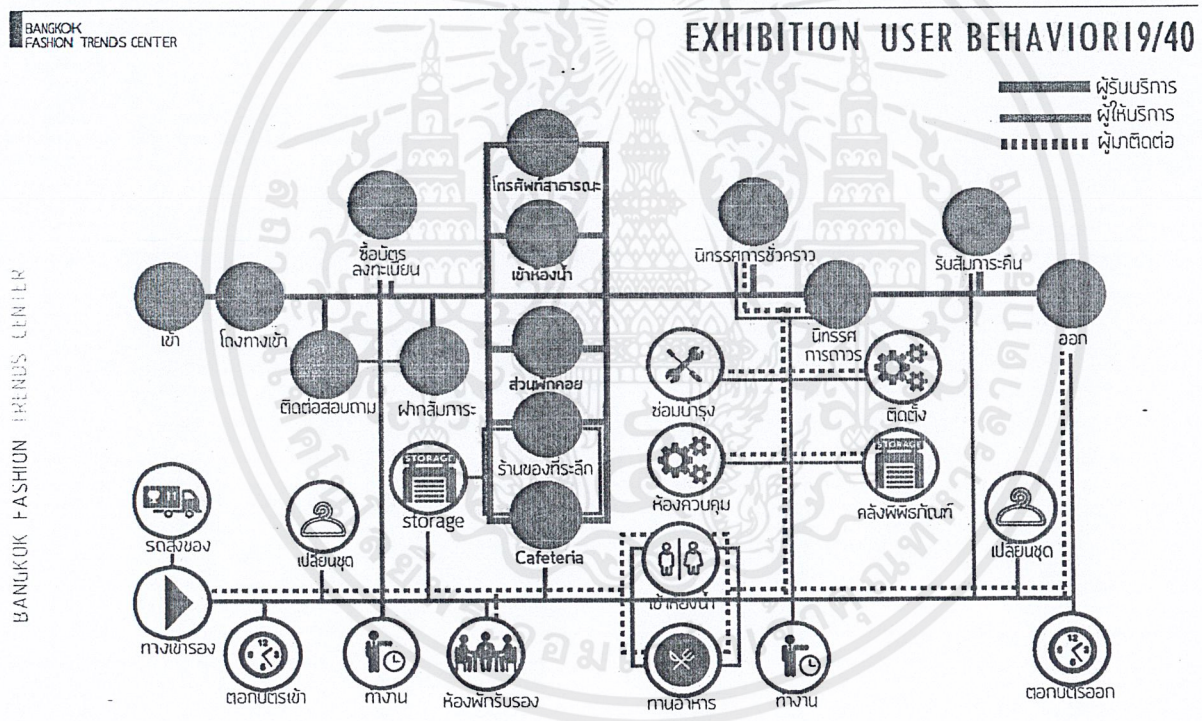 BANGKOK
FASHION TRENDS CENTER
EXHIBITION USER BEHAVIOR19/40
ผู้รับบริการ
ผู้ให้บริการ
ผู้มาติดต่อ
โทรศัพท์สาธารณะ
ซื้อบัตร
ลงทะเบียน
เข้าห้องน้ำ
นิทรรศการชั่วคราว
รับสัมภาระคืน
เข้า
โถงทางเข้า
นิทรรศ
การถาวร
ออก
ติดต่อสอบถาม
ฝากสัมภาระ
ส่วนพักคอย
ซ่อมบำรุง
ติดตั้ง
ร้านของที่ระลึก
STORAGE
storage
ห้องควบคุม
STORAGE
คลังพิพิธภัณฑ์
รถส่งของ
เปลี่ยนชุด
Cafeteria
เปลี่ยนชุด
เข้าห้องน้ำ
ทางเข้ารอง
ตอกบัตรเข้า
ทำงาน
ห้องพักรับรอง
ทานอาหาร
ทำงาน
ตอกบัตรออก
BANGKOK FASHION TRENDS CENTER